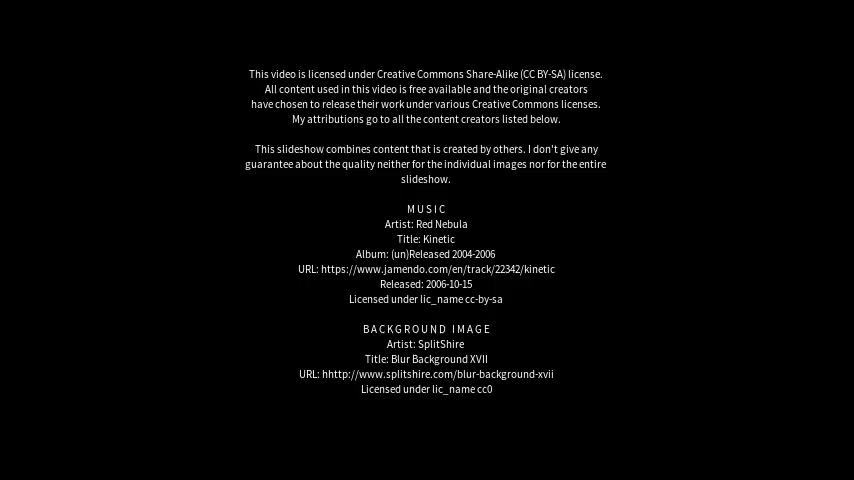 This video is licensed under Creative Commons Share-Alike (CC BY-SA) license.
All content used in this video is free available and the original creators
have chosen to release their work under various Creative Commons licenses.
My attributions go to all the content creators listed below.
This slideshow combines content that is created by others. I don't give any
guarantee about the quality neither for the individual images nor for the entire
slideshow.
MUSIC
Artist: Red Nebula
Title: Kinetic
Album: (un)Released 2004-2006
URL: https://www.jamendo.com/en/track/22342/kinetic
Released: 2006-10-15
Licensed under lic_name cc-by-sa
BACKGROUND IMAGE
Artist: SplitShire
Title: Blur Background XVII
URL: hhttp://www.splitshire.com/blur-background-xvii
Licensed under lic_name cc0